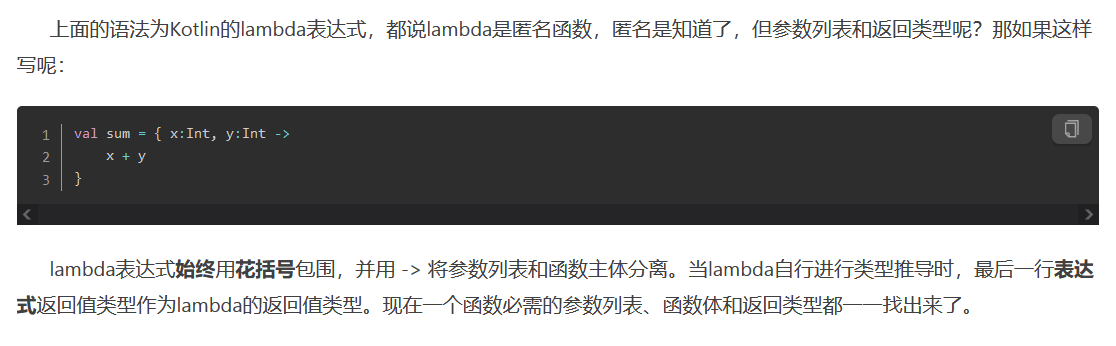 上面的语法为Kotlin的lambda表达式，都说lambda是匿名函数，匿名是知道了，但参数列表和返回类型呢？那如果这样
写呢：
1 val sum = { x:Int, y:Int ->
2 x + y
3 }
lambda表达式始终用花括号包围，并用 -> 将参数列表和函数主体分离。当lambda自行进行类型推导时，最后一行表达
式返回值类型作为lambda的返回值类型。现在一个函数必需的参数列表、函数体和返回类型都一一找出来了。